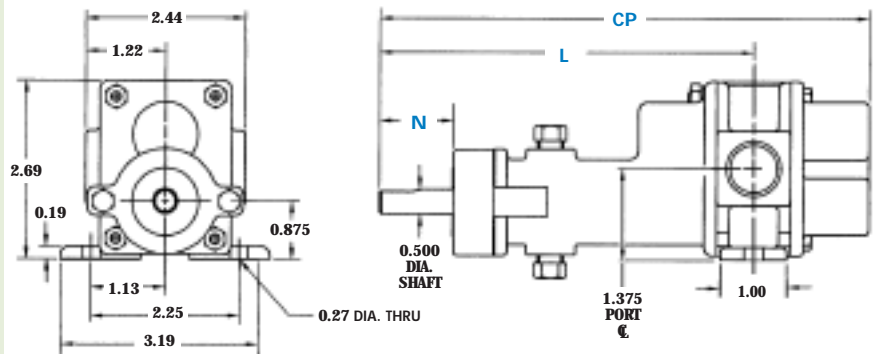 2.44
CP
1.22
L
N
2.69
0.19
0.875
0.500
DIA.
SHAFT
1.13
1.375
PORT
℄
1.00
2.25
0.27 DIA. THRU
3.19